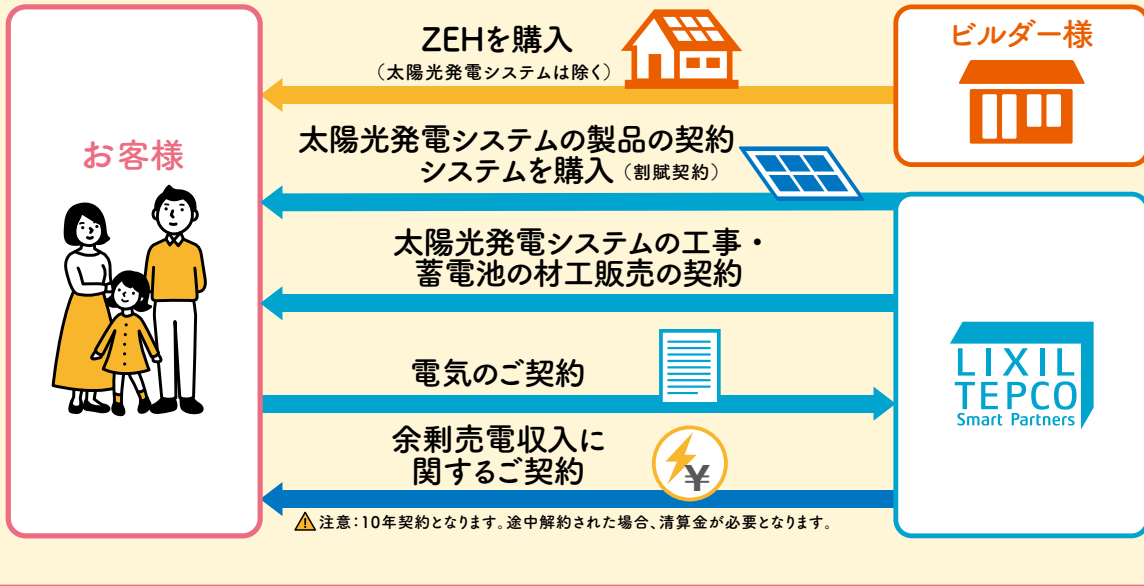 ZEHを購入
（太陽光発電システムは除く）
ビルダー様
お客様
太陽光発電システムの製品の契約
システムを購入（割賦契約）
太陽光発電システムの工事・
蓄電池の材工販売の契約
電気のご契約
LIXIL
TEPCO
Smart Partners
余剰売電収入に
関するご契約
¥
注意：10年契約となります。途中解約された場合、清算金が必要となります。